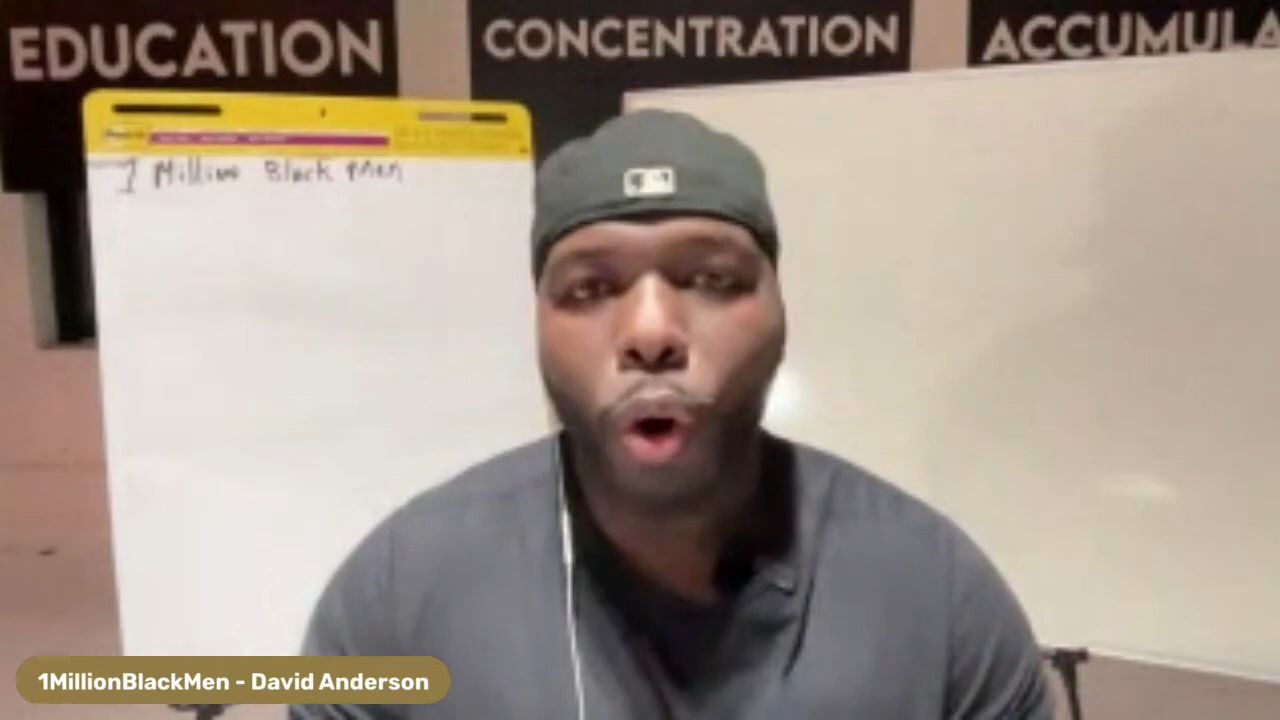 EDUCATION
CONCENTRATION
ACCUMULA
1 Million Black Men
1MillionBlackMen - David Anderson